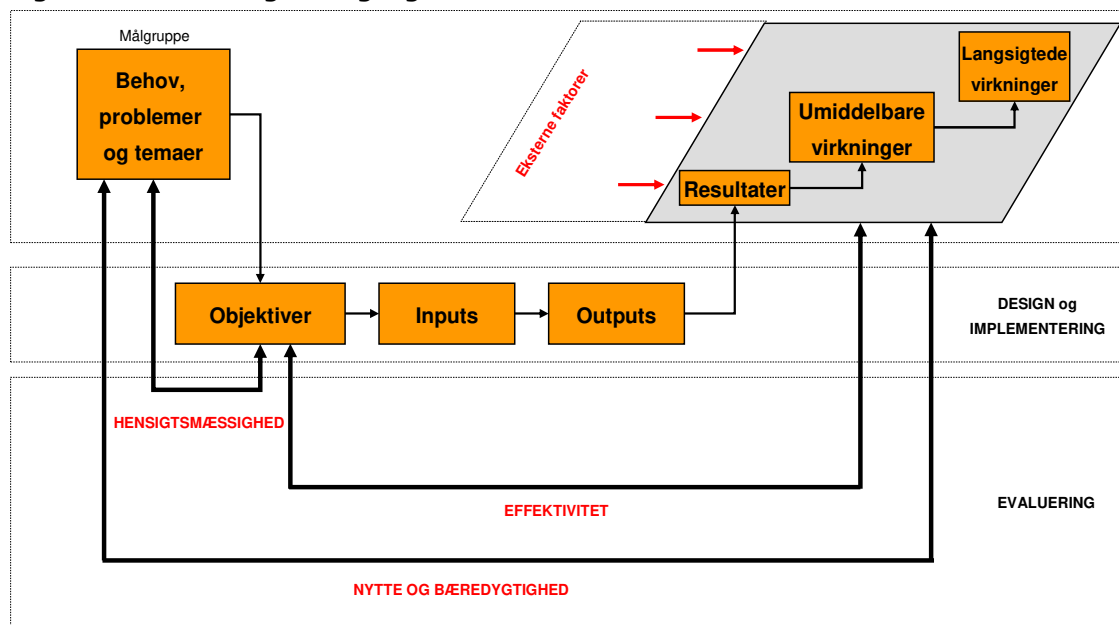 Målgruppe
Behov,
problemer
og temaer
Eksterne faktorer
Langsigtede
virkninger
Umiddelbare
virkninger
Resultater
Objektiver
Inputs
Outputs
DESIGN og
IMPLEMENTERING
HENSIGTSMÆSSIGHED
EFFEKTIVITET
EVALUERING
NYTTE OG BÆREDYGTIGHED